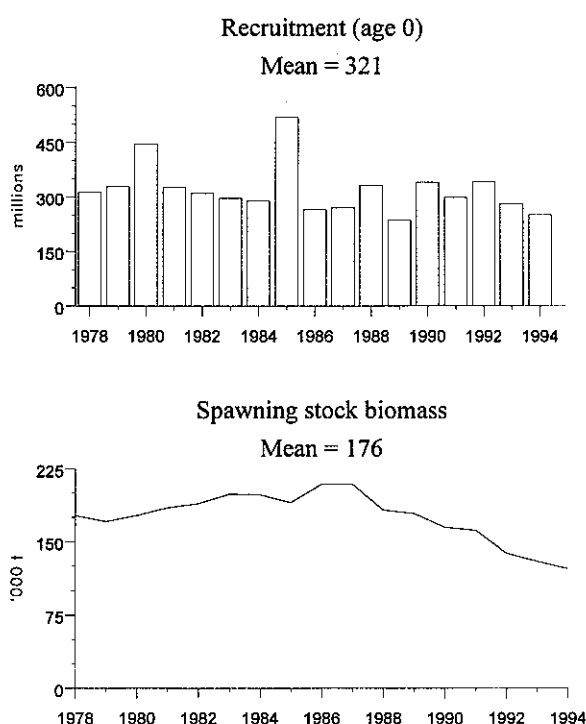 Recruitment (age 0)
Mean = 321
600
450
300
150
0
millions
1978 1980 1982 1984 1986 1988 1990 1992 1994
Spawning stock biomass
Mean = 176
225
150
75
0
'000 t
1978 1980 1982 1984 1986 1988 1990 1992 1994